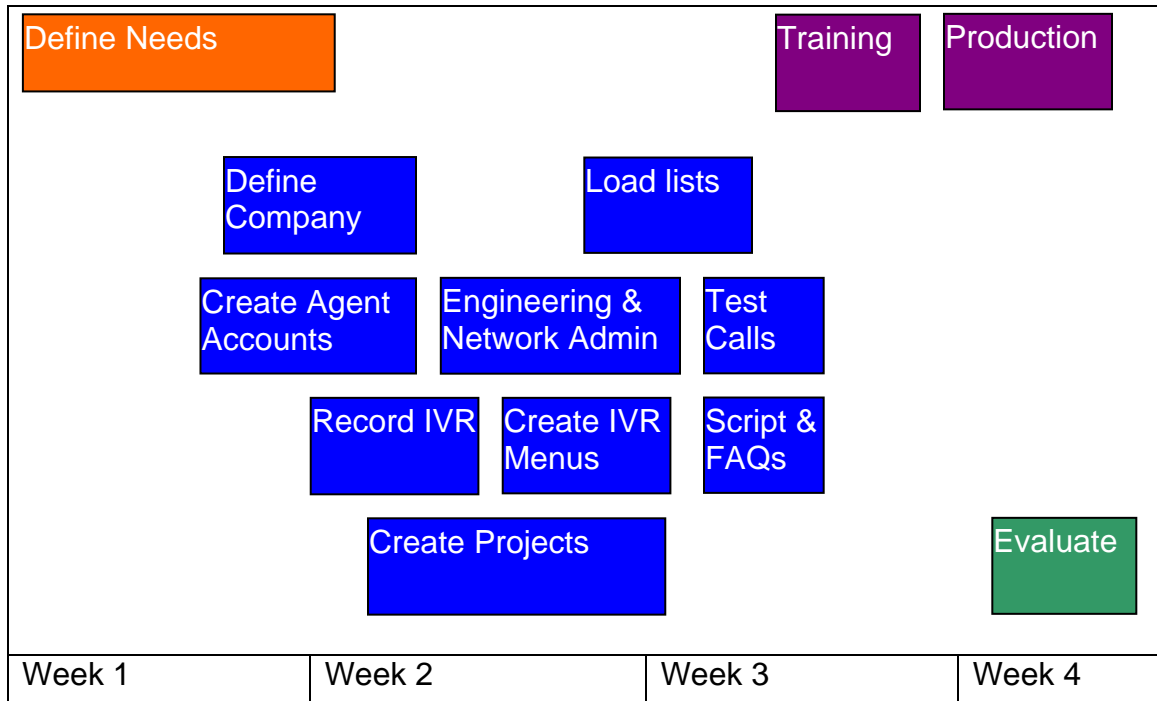 Define Needs
Training
Production
Define
Company
Load lists
Create Agent
Accounts
Engineering &
Network Admin
Test
Calls
Record IVR
Create IVR
Menus
Script &
FAQs
Create Projects
Evaluate
Week 1
Week 2
Week 3
Week 4